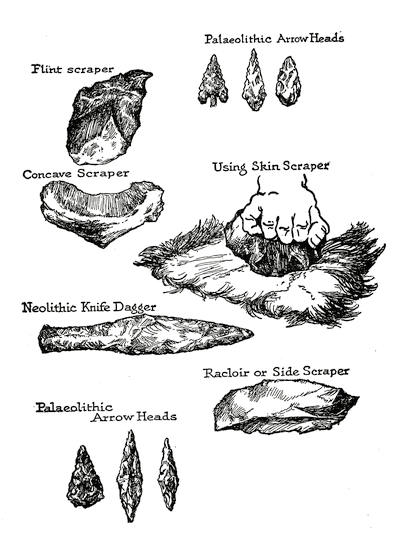 Palaeolithic Arrow Heads
Flint scraper
Concave Scraper
Using Skin Scraper
Neolithic Knife Dagger
Racloir or Side Scraper
Palaeolithic
Arrow Heads